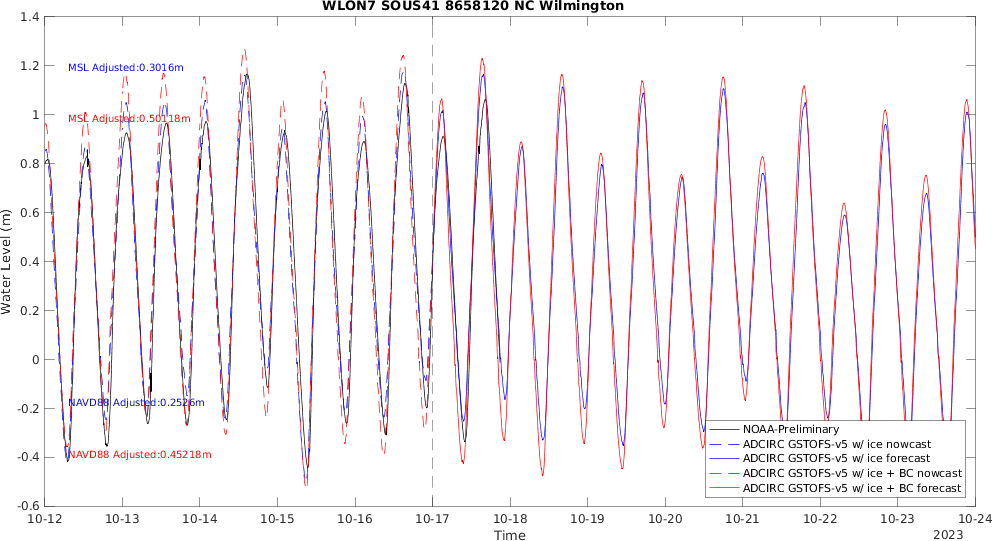 WLON7 SOUS41 8658120 NC Wilmington
1.4
1.2
1
0.8
0.6
0.4
0.2
0
-0.2
-0.4
-0.6
Water Level (m)
MSL Adjusted:0.3016m
MSL Adjusted:0.50118m
NAVD88 Adjusted:0.2526m
NAVD88 Adjusted:0.45218m
NOAA-Preliminary
ADCIRC GSTOFS-v5 w/ ice nowcast
ADCIRC GSTOFS-v5 w/ ice forecast
ADCIRC GSTOFS-v5 w/ ice + BC nowcast
ADCIRC GSTOFS-v5 w/ ice + BC forecast
10-12 10-13 10-14 10-15 10-16 10-17 10-18 10-19 10-20 10-21 10-22 10-23 10-24
Time
2023